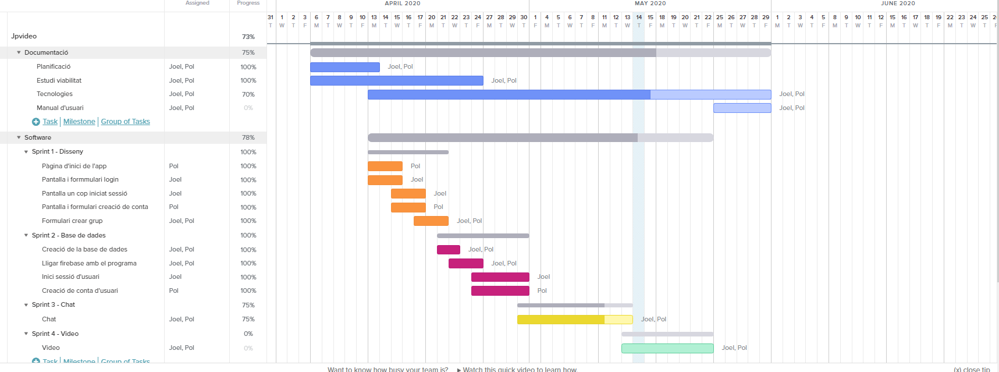 Assigned Progress APRIL 2020 MAY 2020 JUNE 2020
31 1 2 3 6 7 8 9 10 13 14 15 16 17 20 21 22 23 24 27 28 29 30 1 4 5 6 7 8 11 12 13 14 15 18 19 20 21 22 25 26 27 28 29 1 2 3 4 5 8 9 10 11 12 15 16 17 18 19 22 23 24 25
T W T F M T W T F M T W T F M T W T F M T W T F M T W T F M T W T F M T W T F M T W T F M T W T F M T W T F M T W T F M T W T F
Jpvideo 73%
Documentació 75%
Planificació Joel, Pol 100% Joel, Pol
Estudi viabilitat Joel, Pol 100% Joel, Pol
Tecnologies Joel, Pol 70% Joel, Pol
Manual d'usuari Joel, Pol 0% Joel, Pol
Task | Milestone | Group of Tasks
Software 78%
Sprint 1 - Disseny 100%
Pàgina d'inici de l'app Pol 100% Pol
Pantalla i formmulari login Joel 100% Joel
Pantalla un cop iniciat sessió Joel 100% Joel
Pantalla i formulari creació de conta Pol 100% Pol
Formulari crear grup Joel, Pol 100% Joel, Pol
Sprint 2 - Base de dades 100%
Creació de la base de dades Joel, Pol 100% Joel, Pol
Lligar firebase amb el programa Joel, Pol 100% Joel, Pol
Inici sessió d'usuari Joel 100% Joel
Creació de conta d'usuari Pol 100% Pol
Sprint 3 - Chat 75%
Chat Joel, Pol 75% Joel, Pol
Sprint 4 - Video 0%
Video Joel, Pol 0% Joel, Pol
Task | Milestone | Group of Tasks
Want to know how busy your team is? Watch this quick video to learn how (x) close tip